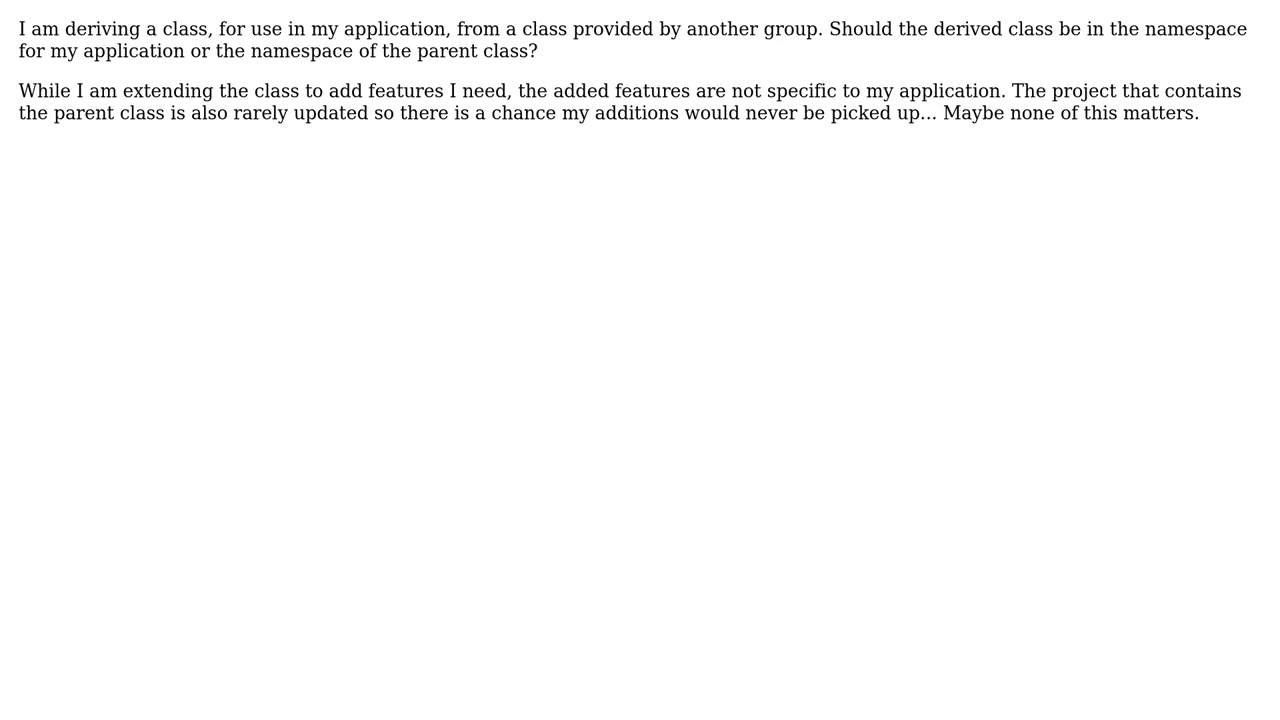 I am deriving a class, for use in my application, from a class provided by another group. Should the derived class be in the namespace
for my application or the namespace of the parent class?
While I am extending the class to add features I need, the added features are not specific to my application. The project that contains
the parent class is also rarely updated so there is a chance my additions would never be picked up... Maybe none of this matters.